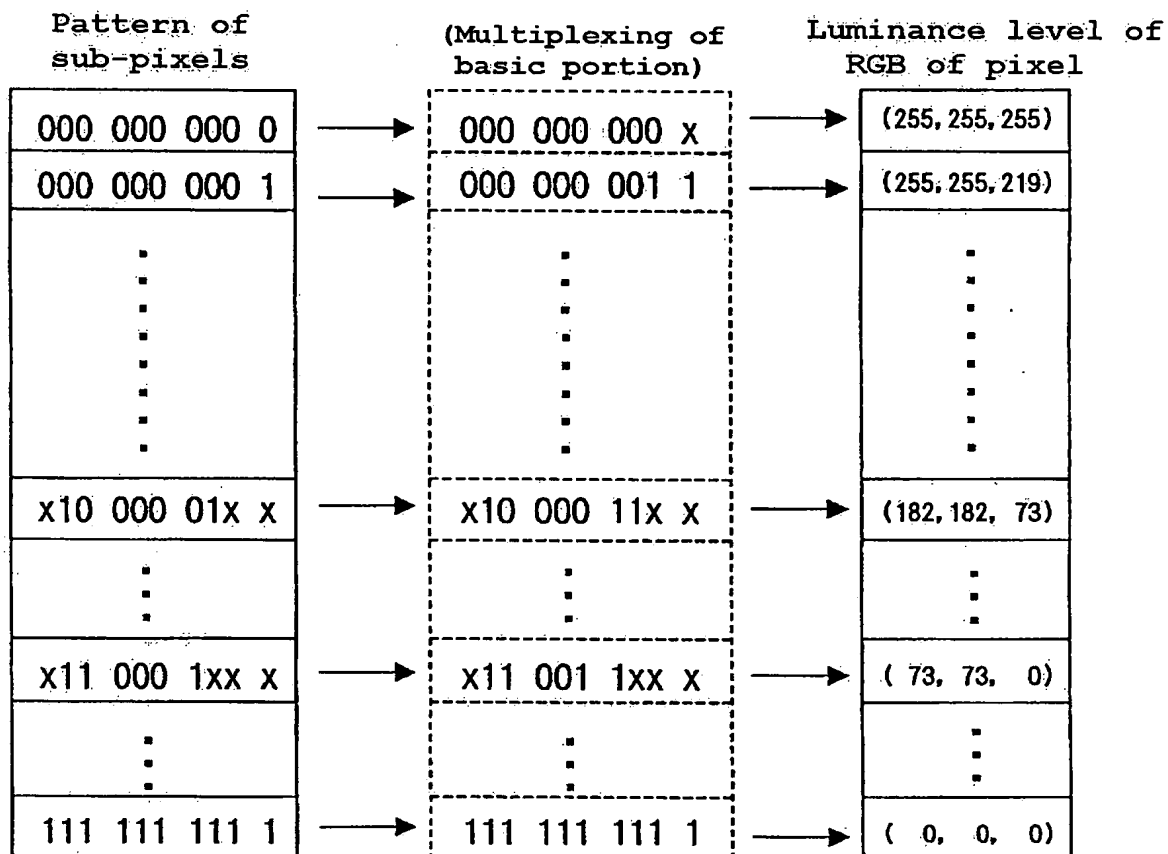 Pattern of
sub-pixels
(Multiplexing of
basic portion)
Luminance level of
RGB of pixel
000 000 000 0
000 000 000 x
(255, 255, 255)
000 000 000 1
000 000 001 1
(255, 255, 219)
x10 000 01x x
x10 000 11x x
(182, 182, 73)
x11 000 1xx x
x11 001 1xx x
( 73, 73, 0)
111 111 111 1
111 111 111 1
( 0, 0, 0)